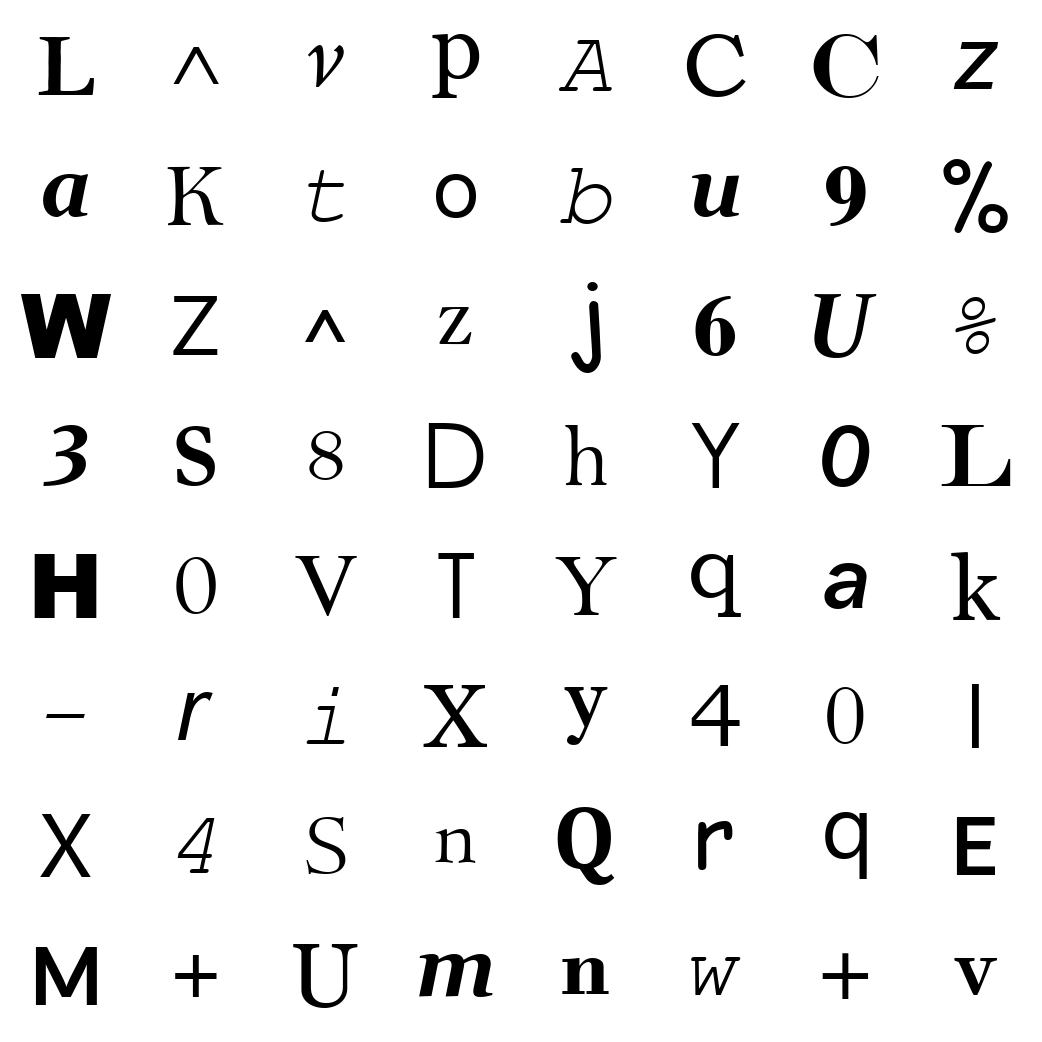 L ^ v p A C C z
a K t o b u 9 %
W Z ^ z j 6 U %
3 S 8 D h Y 0 L
H 0 V T Y q a k
- r i X y 4 0 |
X 4 S n Q r q E
M + U m n w + v